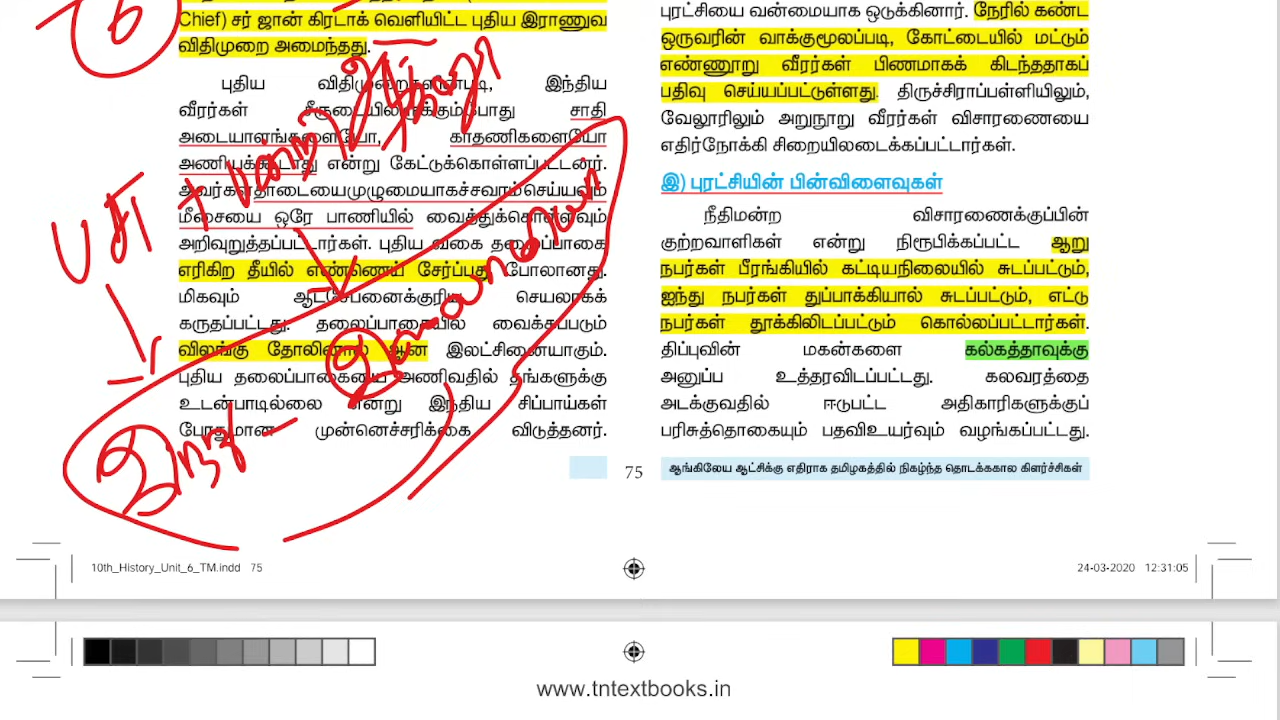 6
Chief) சர் ஜான் கிரடாக் வெளியிட்ட புதிய இராணுவ
விதிமுறை அமைந்தது.
புதிய விதிமுறைகளின்படி, இந்திய
வீரர்கள் சீருடையிலிருக்கும்போது சாதி
அடையாளங்களையோ, காதணிகளையோ
அணியக்கூடாது என்று கேட்டுக்கொள்ளப்பட்டனர்.
அவர்கள் தாடையைமுழுமையாகச்சவரம்செய்யவும்
மீசையை ஒரே பாணியில் வைத்துக்கொள்ளவும்
அறிவுறுத்தப்பட்டார்கள். புதிய வகை தலைப்பாகை
எரிகிற தீயில் எண்ணெய் சேர்ப்பது போலானது.
மிகவும் ஆட்சேபனைக்குரிய செயலாகக்
கருதப்பட்டது. தலைப்பாகையில் வைக்கப்படும்
விலங்கு தோலினால் ஆன இலட்சினையாகும்.
புதிய தலைப்பாகையை அணிவதில் தங்களுக்கு
உடன்பாடில்லை என்று இந்திய சிப்பாய்கள்
போதுமான முன்னெச்சரிக்கை விடுத்தனர்.
பசு + பன்றி
புரட்சியை வன்மையாக ஒடுக்கினார். நேரில் கண்ட
ஒருவரின் வாக்குமூலப்படி, கோட்டையில் மட்டும்
எண்ணூறு வீரர்கள் பிணமாகக் கிடந்ததாகப்
பதிவு செய்யப்பட்டுள்ளது. திருச்சிராப்பள்ளியிலும்,
வேலூரிலும் அறுநூறு வீரர்கள் விசாரணையை
எதிர்நோக்கி சிறையிலடைக்கப்பட்டார்கள்.
இ) புரட்சியின் பின்விளைவுகள்
நீதிமன்ற விசாரணைக்குப்பின்
குற்றவாளிகள் என்று நிரூபிக்கப்பட்ட ஆறு
நபர்கள் பீரங்கியில் கட்டியநிலையில் சுடப்பட்டும்,
ஐந்து நபர்கள் துப்பாக்கியால் சுடப்பட்டும், எட்டு
நபர்கள் தூக்கிலிடப்பட்டும் கொல்லப்பட்டார்கள்.
திப்புவின் மகன்களை கல்கத்தாவுக்கு
அனுப்ப உத்தரவிடப்பட்டது. கலவரத்தை
அடக்குவதில் ஈடுபட்ட அதிகாரிகளுக்குப்
பரிசுத்தொகையும் பதவிஉயர்வும் வழங்கப்பட்டது.
75 ஆங்கிலேய ஆட்சிக்கு எதிராக தமிழகத்தில் நிகழ்ந்த தொடக்ககால கிளர்ச்சிகள்
10th_History_Unit_6_TM.indd 75 24-03-2020 12:31:05
www.tntextbooks.in